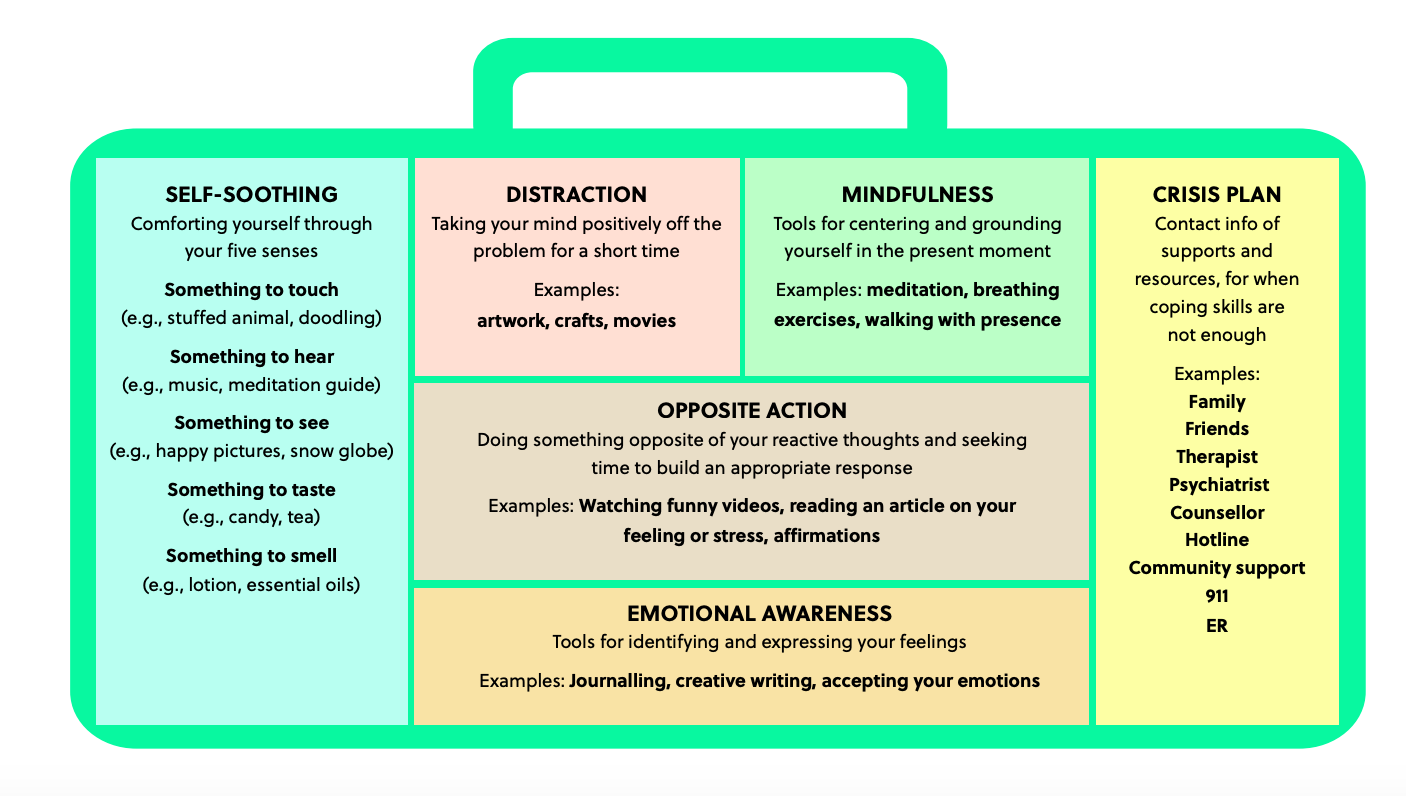 SELF-SOOTHING
Comforting yourself through
your five senses
Something to touch
(e.g., stuffed animal, doodling)
Something to hear
(e.g., music, meditation guide)
Something to see
(e.g., happy pictures, snow globe)
Something to taste
(e.g., candy, tea)
Something to smell
(e.g., lotion, essential oils)
DISTRACTION
Taking your mind positively off the
problem for a short time
Examples:
artwork, crafts, movies
MINDFULNESS
Tools for centering and grounding
yourself in the present moment
Examples: meditation, breathing
exercises, walking with presence
OPPOSITE ACTION
Doing something opposite of your reactive thoughts and seeking
time to build an appropriate response
Examples: Watching funny videos, reading an article on your
feeling or stress, affirmations
EMOTIONAL AWARENESS
Tools for identifying and expressing your feelings
Examples: Journalling, creative writing, accepting your emotions
CRISIS PLAN
Contact info of
supports and
resources, for when
coping skills are
not enough
Examples:
Family
Friends
Therapist
Psychiatrist
Counsellor
Hotline
Community support
911
ER